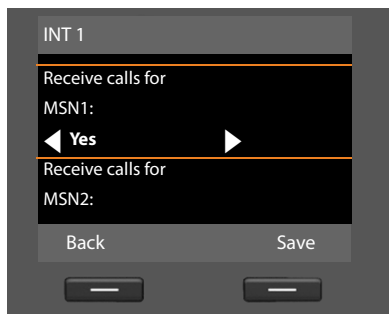 INT 1
Receive calls for
MSN1:
Yes
Receive calls for
MSN2:
Back Save